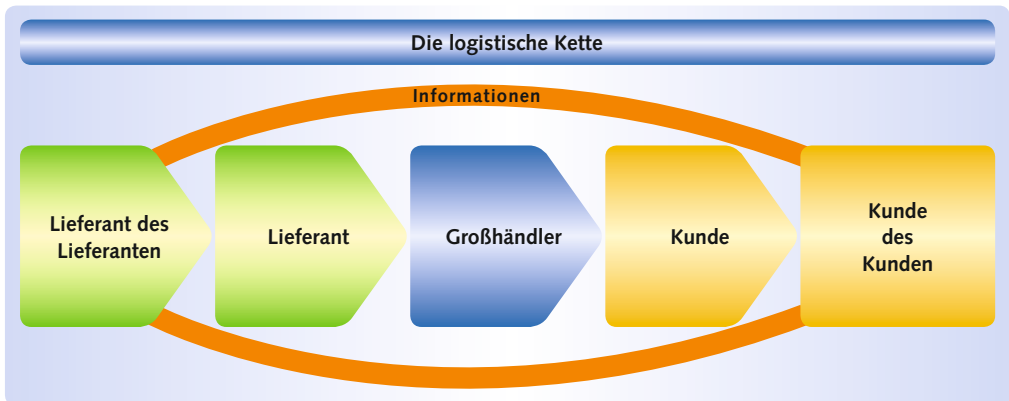 Die logistische Kette
Informationen
Lieferant des
Lieferanten
Lieferant
Großhändler
Kunde
Kunde
des
Kunden